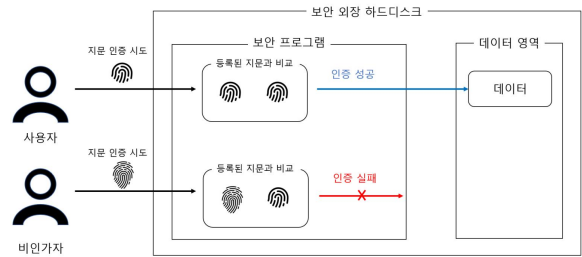 보안 외장 하드디스크
보안 프로그램
데이터 영역
지문 인증 시도
등록된 지문과 비교
인증 성공
데이터
사용자
지문 인증 시도
등록된 지문과 비교
인증 실패
비인가자